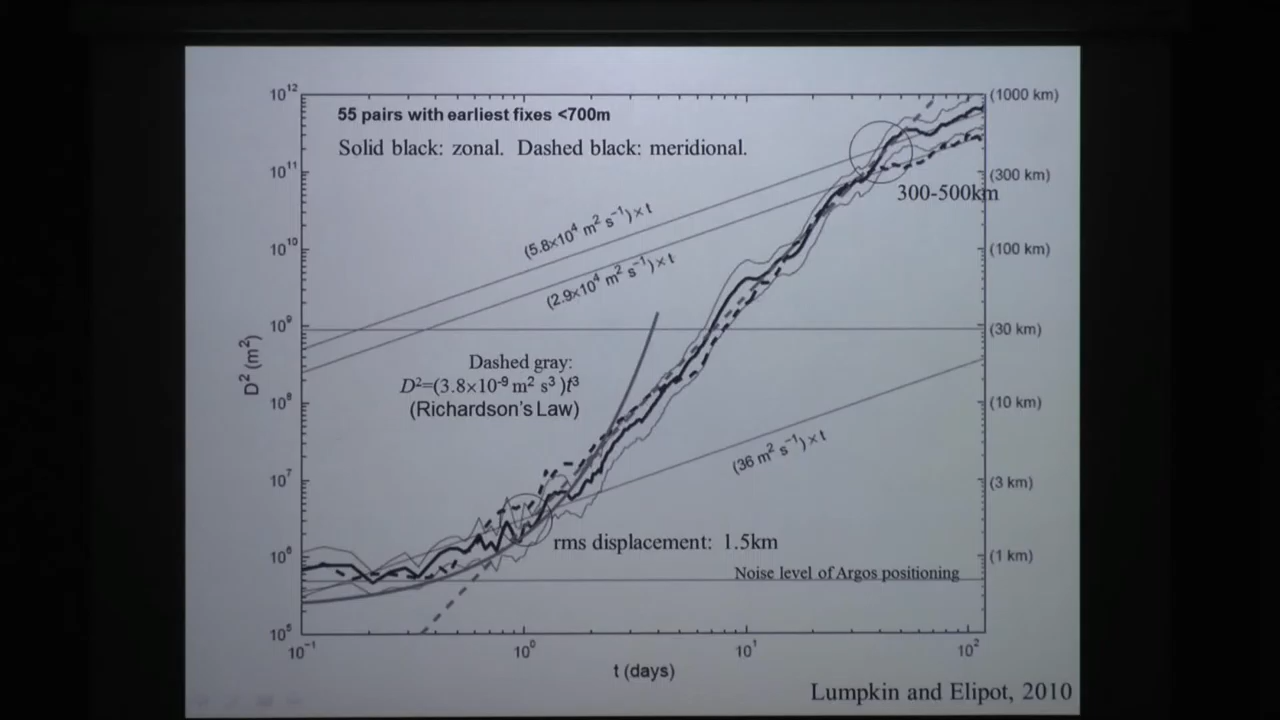 55 pairs with earliest fixes <700m
Solid black: zonal. Dashed black: meridional.
10¹² (1000 km)
10¹¹ (300 km)
300-500km
(5.8×10⁴ m² s⁻¹)×t
10¹⁰ (100 km)
(2.9×10⁴ m² s⁻¹)×t
10⁹ (30 km)
D² (m²)
Dashed gray:
D²=(3.8×10⁻⁹ m² s³ )t³
(Richardson's Law)
10⁸ (10 km)
(36 m² s⁻¹)×t
10⁷ (3 km)
rms displacement: 1.5km
10⁶ (1 km)
Noise level of Argos positioning
10⁵
10⁻¹ 10⁰ 10¹ 10²
t (days)
Lumpkin and Elipot, 2010